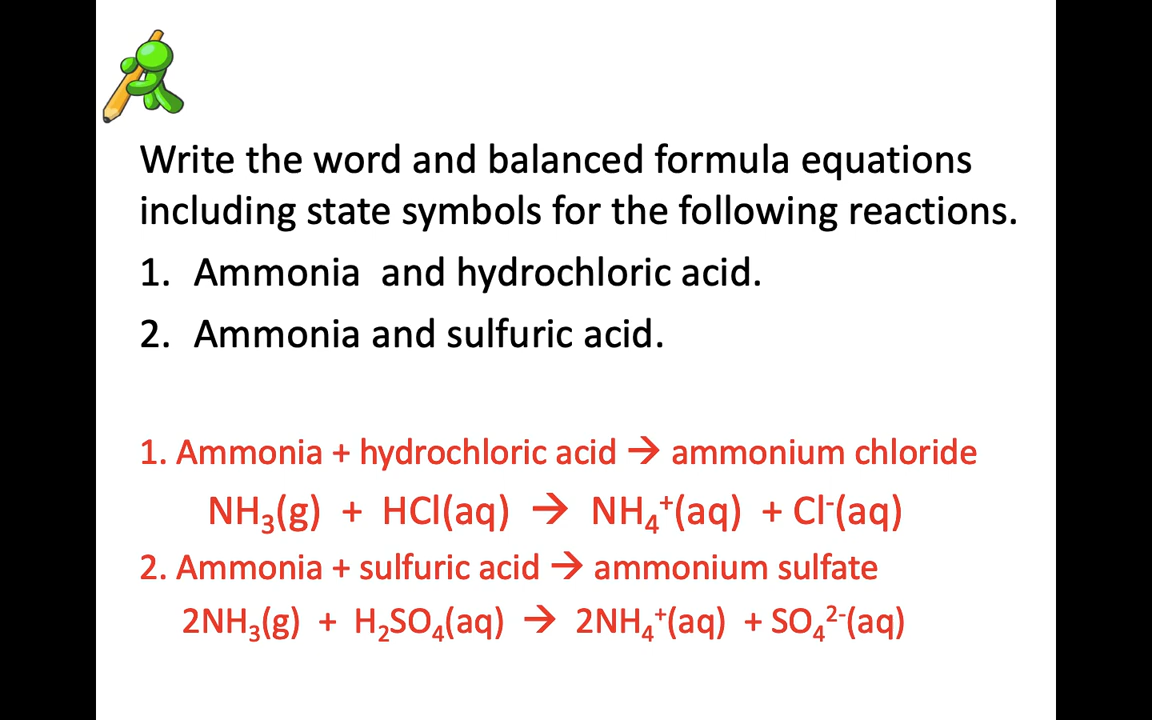 Write the word and balanced formula equations
including state symbols for the following reactions.
1. Ammonia and hydrochloric acid.
2. Ammonia and sulfuric acid.
1. Ammonia + hydrochloric acid → ammonium chloride
NH₃(g) + HCl(aq) → NH₄⁺(aq) + Cl⁻(aq)
2. Ammonia + sulfuric acid → ammonium sulfate
2NH₃(g) + H₂SO₄(aq) → 2NH₄⁺(aq) + SO₄²⁻(aq)